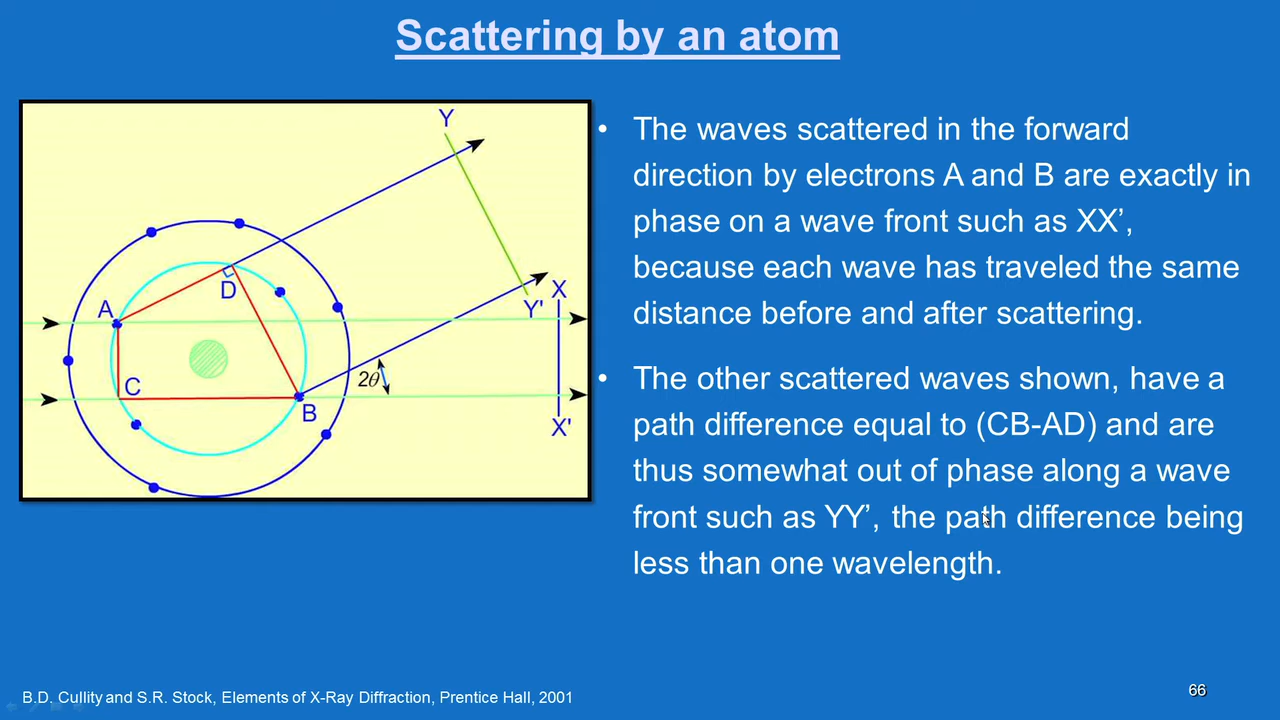 Scattering by an atom
Y
A
D
C
B
2θ
Y'
X
X'
• The waves scattered in the forward
direction by electrons A and B are exactly in
phase on a wave front such as XX’,
because each wave has traveled the same
distance before and after scattering.
• The other scattered waves shown, have a
path difference equal to (CB-AD) and are
thus somewhat out of phase along a wave
front such as YY’, the path difference being
less than one wavelength.
B.D. Cullity and S.R. Stock, Elements of X-Ray Diffraction, Prentice Hall, 2001
66